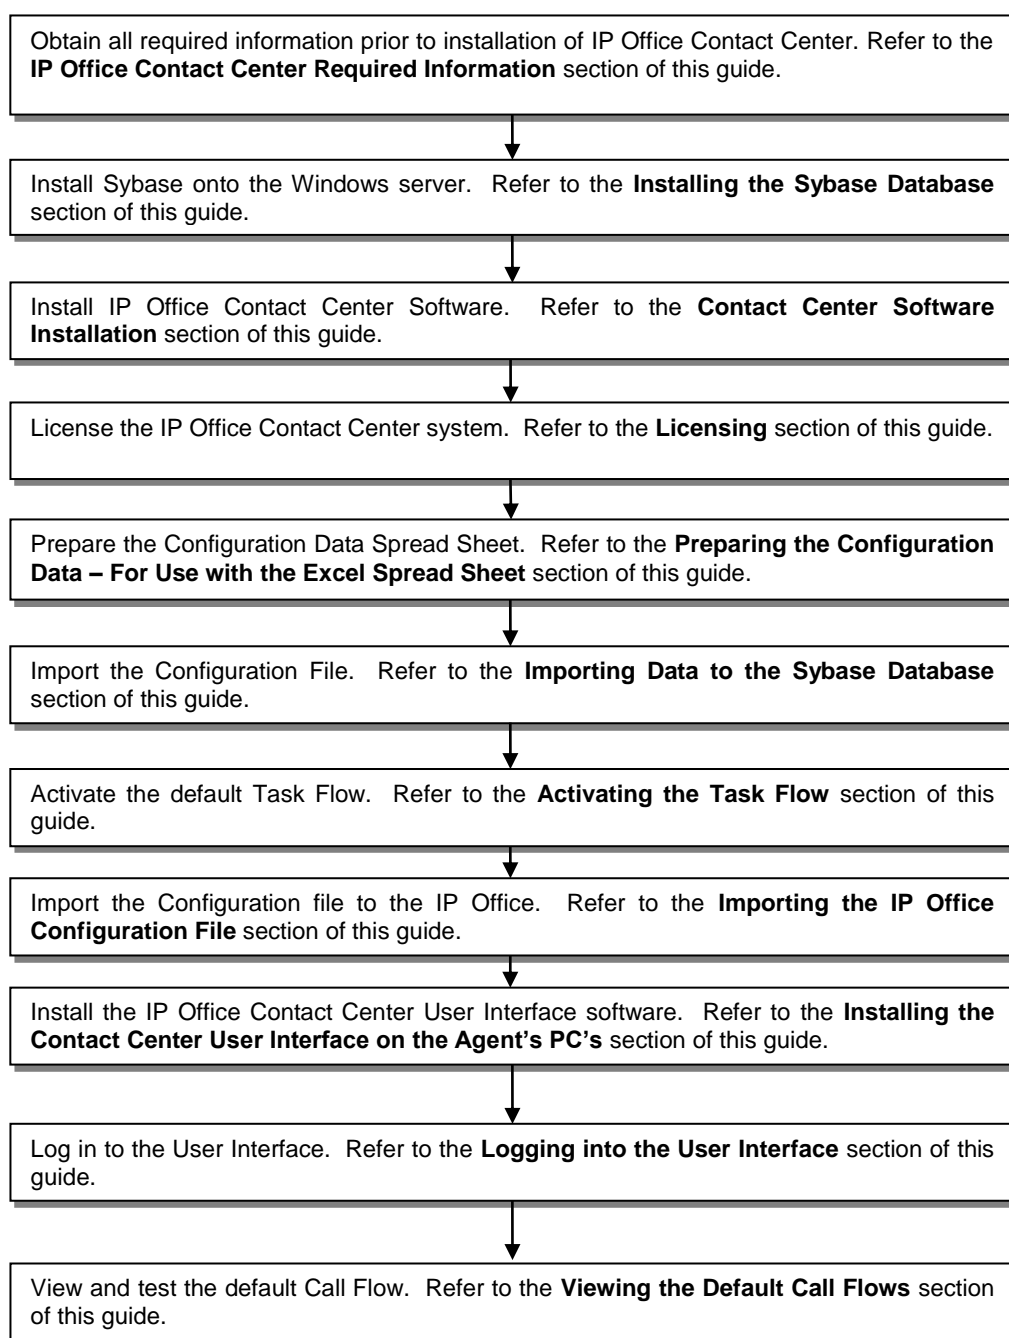 Obtain all required information prior to installation of IP Office Contact Center. Refer to the
IP Office Contact Center Required Information section of this guide.
Install Sybase onto the Windows server. Refer to the Installing the Sybase Database
section of this guide.
Install IP Office Contact Center Software. Refer to the Contact Center Software
Installation section of this guide.
License the IP Office Contact Center system. Refer to the Licensing section of this guide.
Prepare the Configuration Data Spread Sheet. Refer to the Preparing the Configuration
Data – For Use with the Excel Spread Sheet section of this guide.
Import the Configuration File. Refer to the Importing Data to the Sybase Database
section of this guide.
Activate the default Task Flow. Refer to the Activating the Task Flow section of this
guide.
Import the Configuration file to the IP Office. Refer to the Importing the IP Office
Configuration File section of this guide.
Install the IP Office Contact Center User Interface software. Refer to the Installing the
Contact Center User Interface on the Agent’s PC’s section of this guide.
Log in to the User Interface. Refer to the Logging into the User Interface section of this
guide.
View and test the default Call Flow. Refer to the Viewing the Default Call Flows section
of this guide.